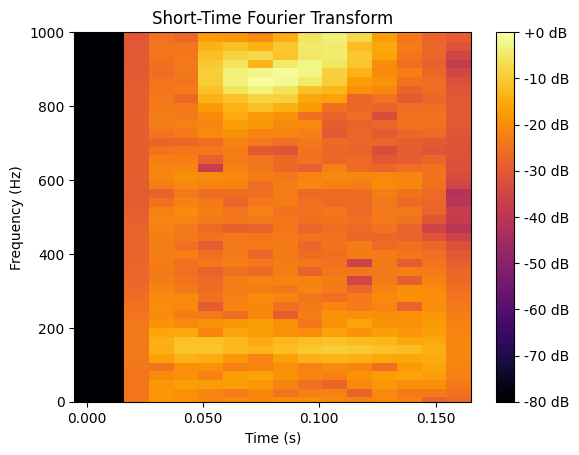 Short-Time Fourier Transform
1000
800
600
400
200
0
Frequency (Hz)
0.000
0.050
0.100
0.150
Time (s)
+0 dB
-10 dB
-20 dB
-30 dB
-40 dB
-50 dB
-60 dB
-70 dB
-80 dB